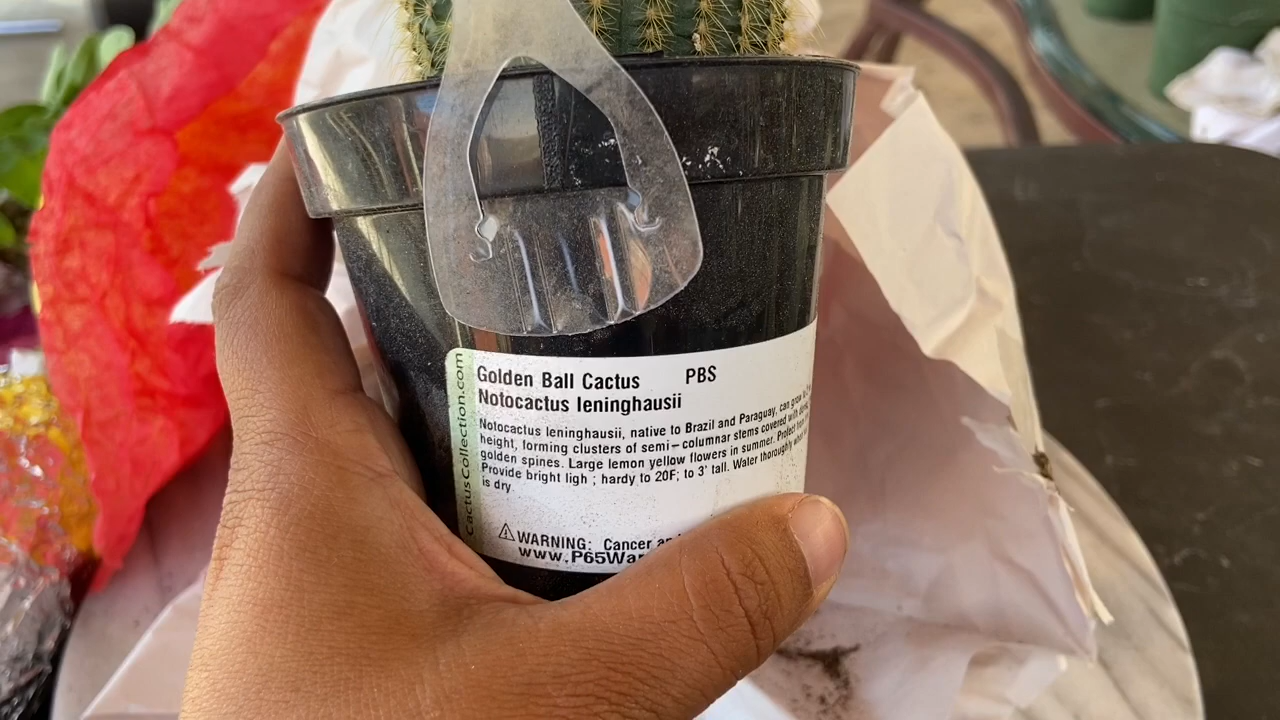 Golden Ball Cactus PBS
Notocactus leninghausii
Notocactus leninghausii, native to Brazil and Paraguay, can grow
height, forming clusters of semi-columnar stems covered with
golden spines. Large lemon yellow flowers in summer. Protect
Provide bright ligh ; hardy to 20F; to 3' tall. Water thoroughly
is dry
CactusCollection.com
WARNING: Cancer
www.P65War